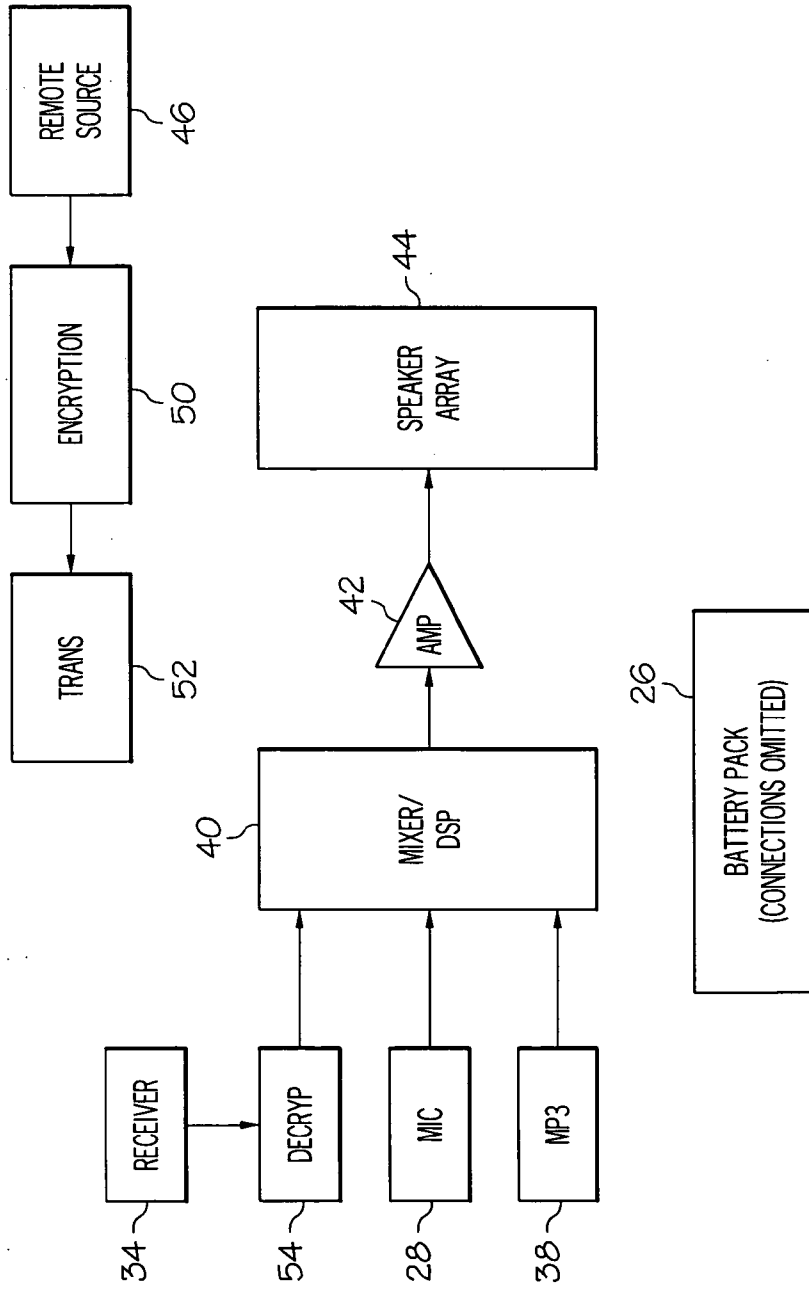 REMOTE
SOURCE
46
ENCRYPTION
50
TRANS
52
SPEAKER
ARRAY
44
AMP
42
MIXER/
DSP
40
RECEIVER
34
DECRYP
54
MIC
28
MP3
38
BATTERY PACK
(CONNECTIONS OMITTED)
26